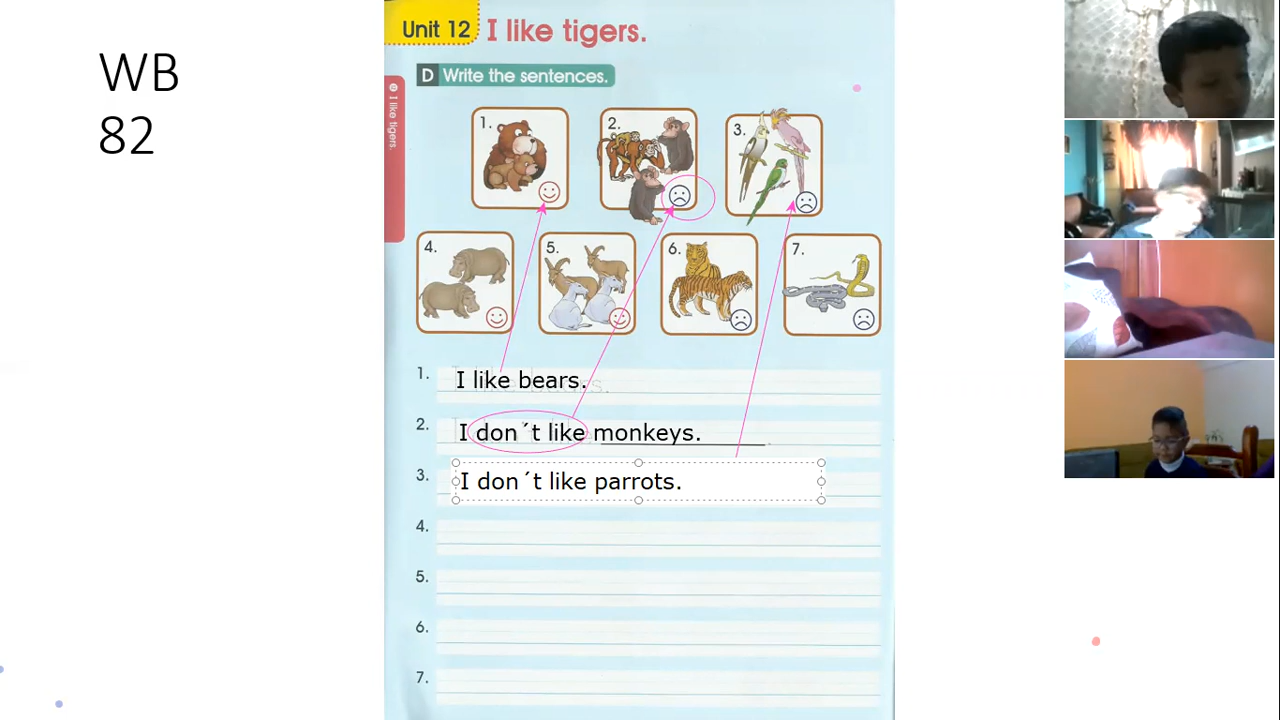 WB
82
Unit 12 I like tigers.
D Write the sentences.
I like tigers.
1.
2.
3.
4.
5.
6.
7.
1. I like bears.
2. I don´t like monkeys.
3. I don´t like parrots.
4.
5.
6.
7.